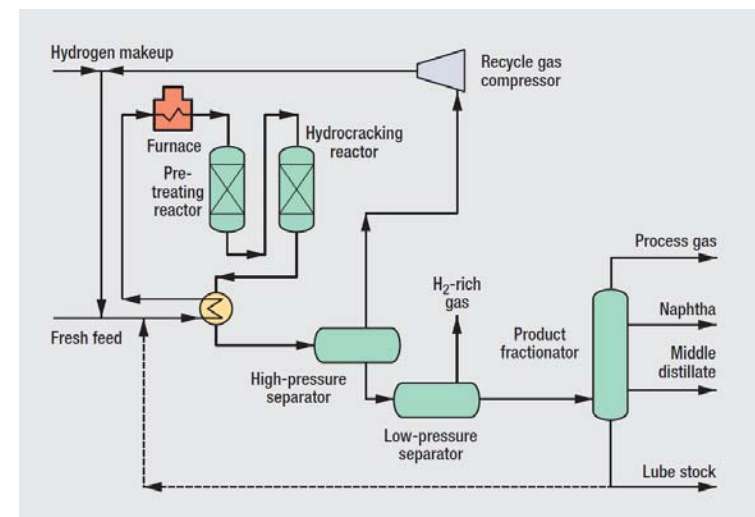 Hydrogen makeup
Recycle gas
compressor
Furnace
Hydrocracking
reactor
Pre-
treating
reactor
Process gas
H₂-rich
gas
Naphtha
Fresh feed
Product
fractionator
Middle
distillate
High-pressure
separator
Low-pressure
separator
Lube stock